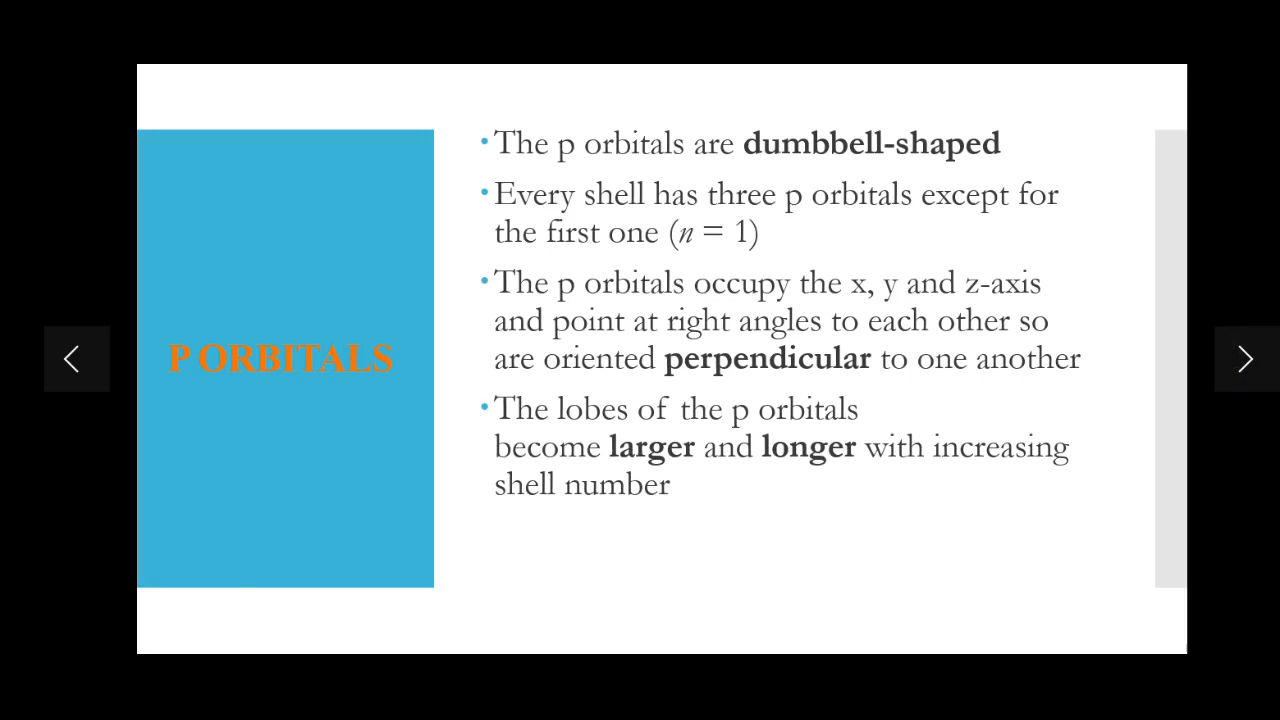 P ORBITALS
• The p orbitals are dumbbell-shaped
• Every shell has three p orbitals except for
the first one (n = 1)
• The p orbitals occupy the x, y and z-axis
and point at right angles to each other so
are oriented perpendicular to one another
• The lobes of the p orbitals
become larger and longer with increasing
shell number